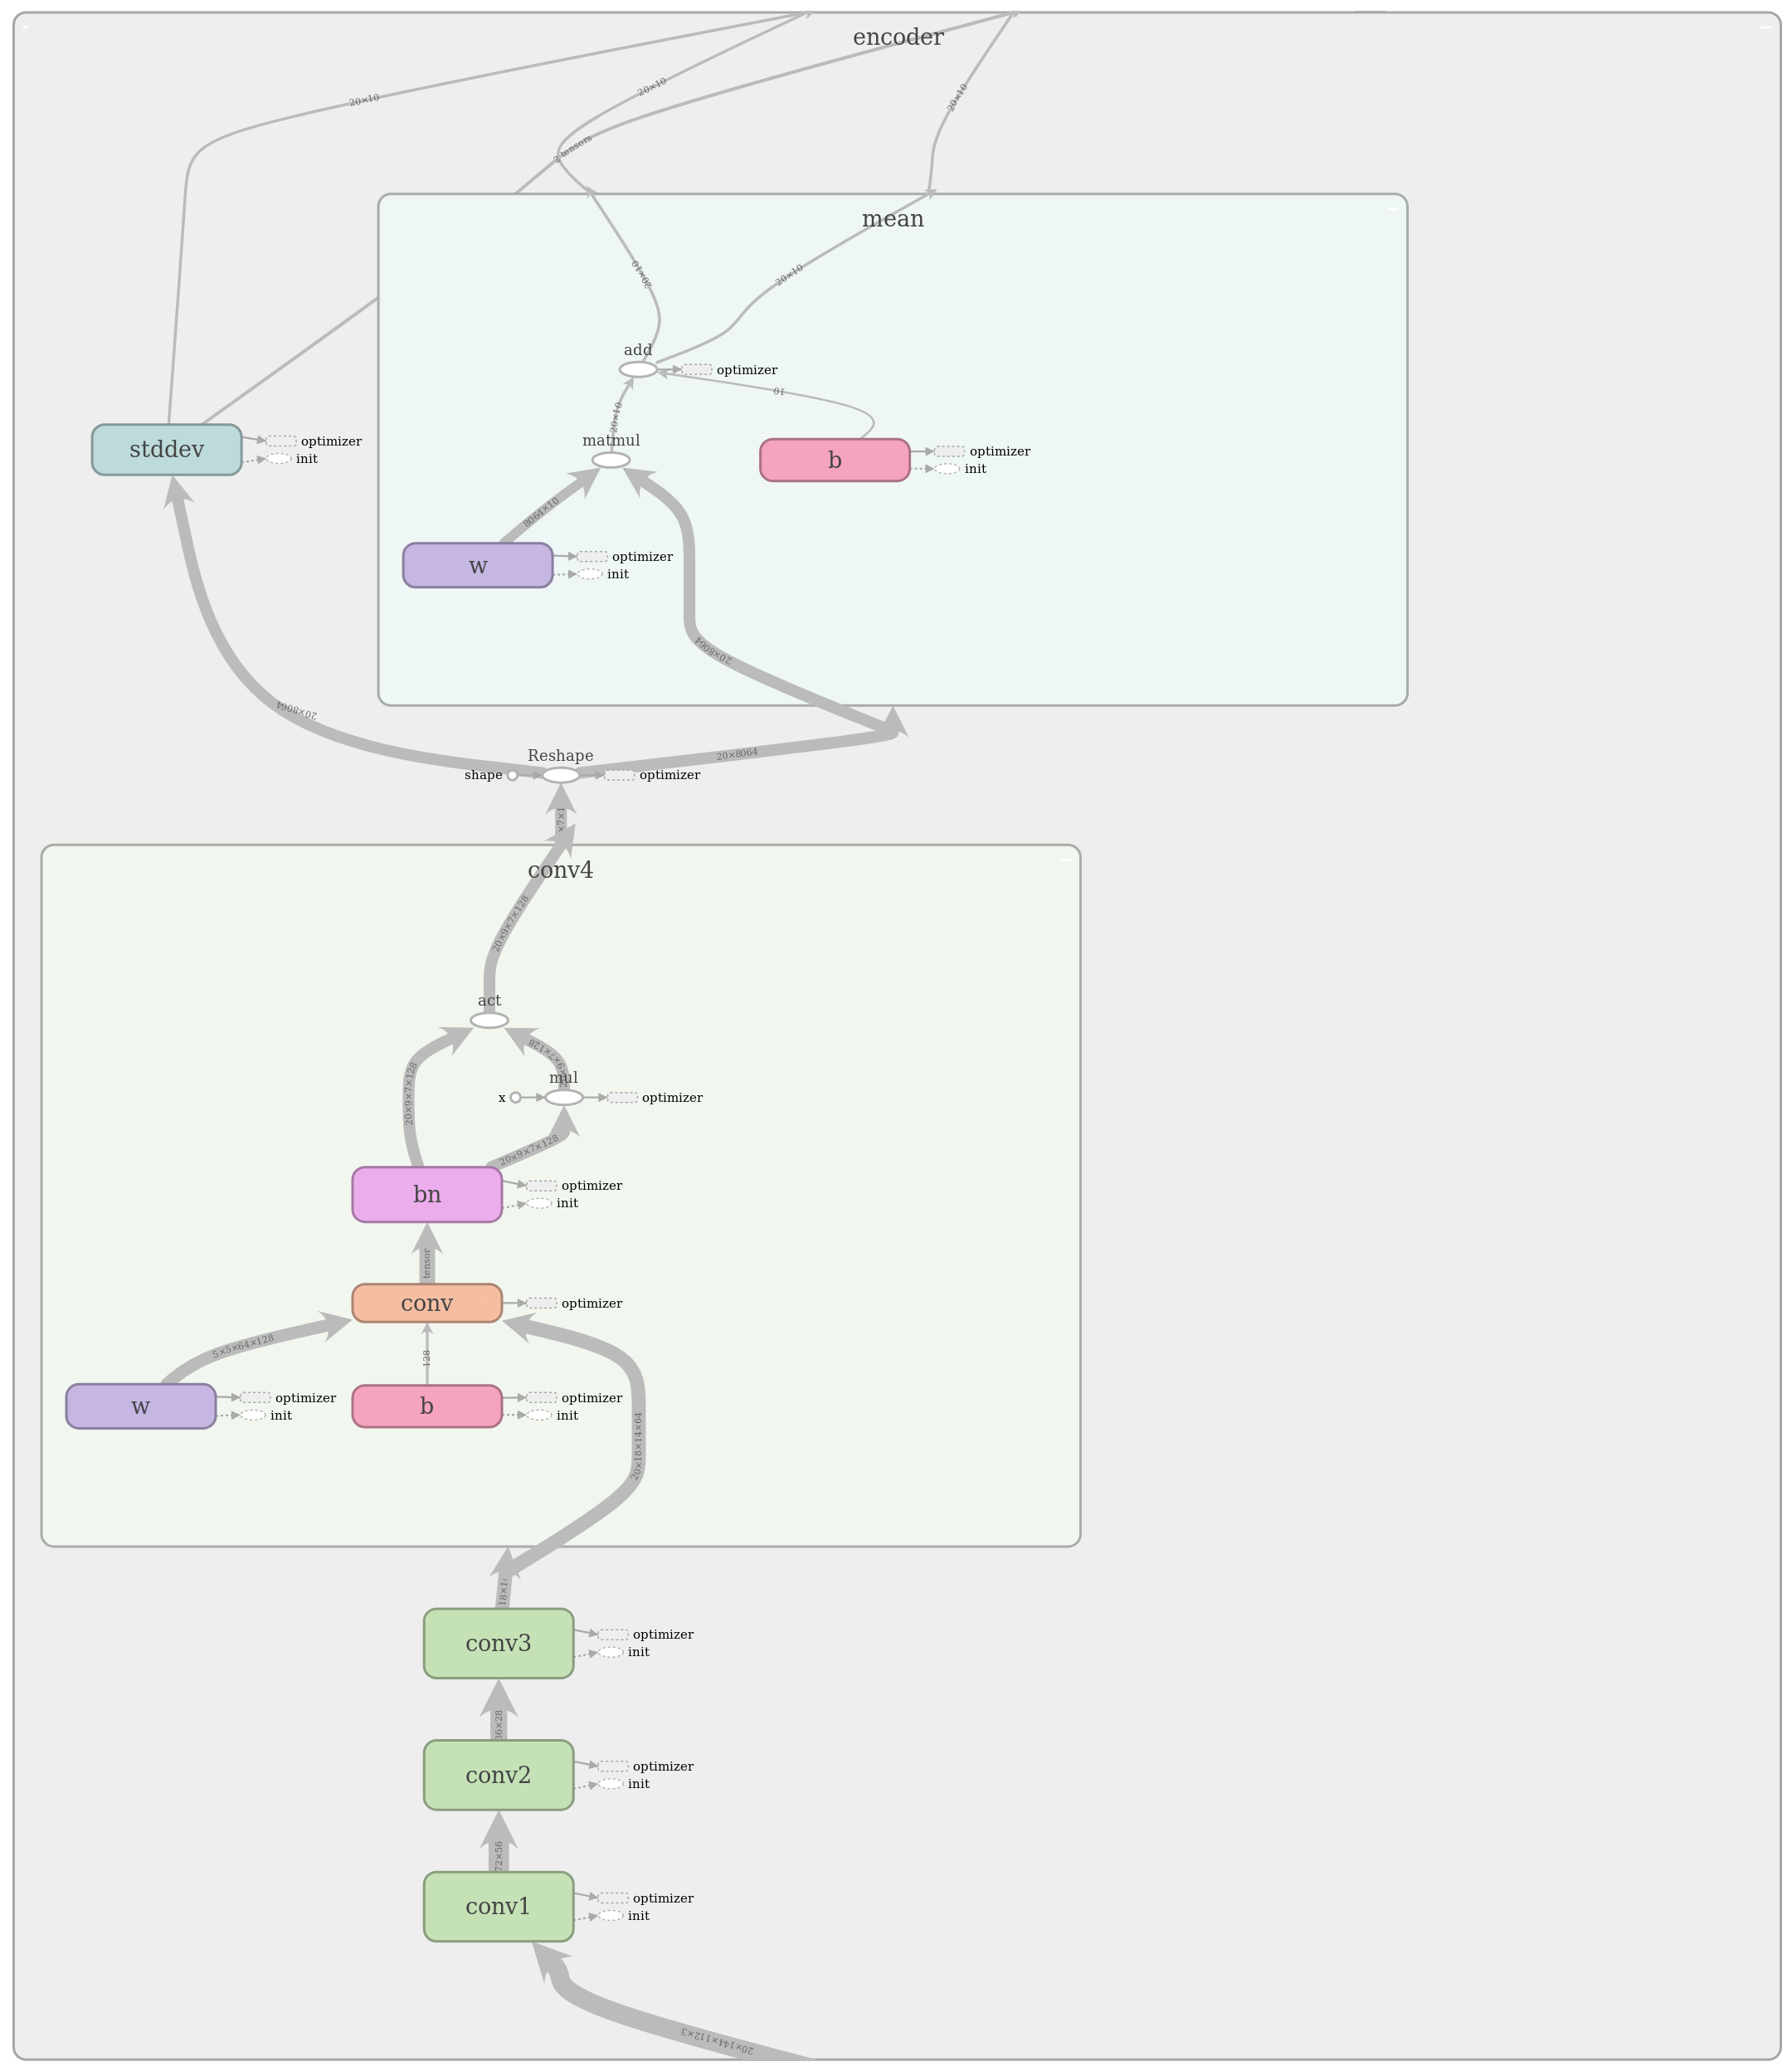 encoder
20×10
20×10
20×10
2 tensors
mean
20×10
20×10
add
optimizer
10
20×10
matmul
stddev
optimizer
init
b
optimizer
init
8064×10
w
optimizer
init
20×8064
20×8064
20×8064
Reshape
shape
optimizer
×7×1
conv4
20×9×7×128
act
20×9×7×128
×9×7×128
mul
x
optimizer
20×9×7×128
bn
optimizer
init
tensor
conv
optimizer
5×5×64×128
128
w
optimizer
init
b
optimizer
init
20×18×14×64
18×1
conv3
optimizer
init
36×28
conv2
optimizer
init
72×56
conv1
optimizer
init
20×144×112×3